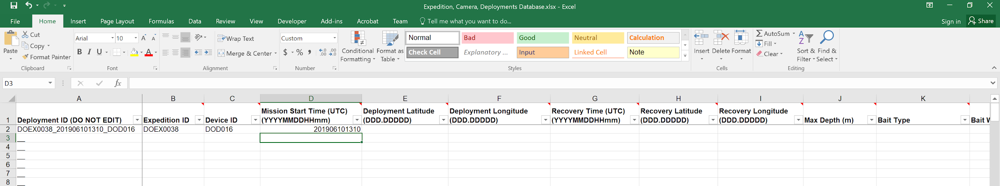 Expedition, Camera, Deployments Database.xlsx - Excel
File Home Insert Page Layout Formulas Data Review View Developer Add-ins Acrobat Team Tell me what you want to do... Sign in Share
Cut
Copy
Format Painter
Paste
Clipboard
Arial 10 A A
B I U A
Font
Wrap Text
Merge & Center
Alignment
Custom
$ % , .0 .00 .00 .0
Number
Conditional Formatting
Format as Table
Normal Bad Good Neutral Calculation
Check Cell Explanatory ... Input Linked Cell Note
Styles
Insert Delete Format
Cells
AutoSum
Fill
Clear
Sort & Filter
Find & Select
Editing
D3 fx
A B C D E F G H I J K
1 Deployment ID (DO NOT EDIT) Expedition ID Device ID Mission Start Time (UTC) (YYYYMMDDHHmm) Deployment Latitude (DDD.DDDDD) Deployment Longitude (DDD.DDDDD) Recovery Time (UTC) (YYYYMMDDHHmm) Recovery Latitude (DDD.DDDDD) Recovery Longitude (DDD.DDDDD) Max Depth (m) Bait Type Bait
2 DOEX0038_201906101310_DOD016 DOEX0038 DOD016 201906101310
3 __
4 __
5 __
6 __
7 __
8 __